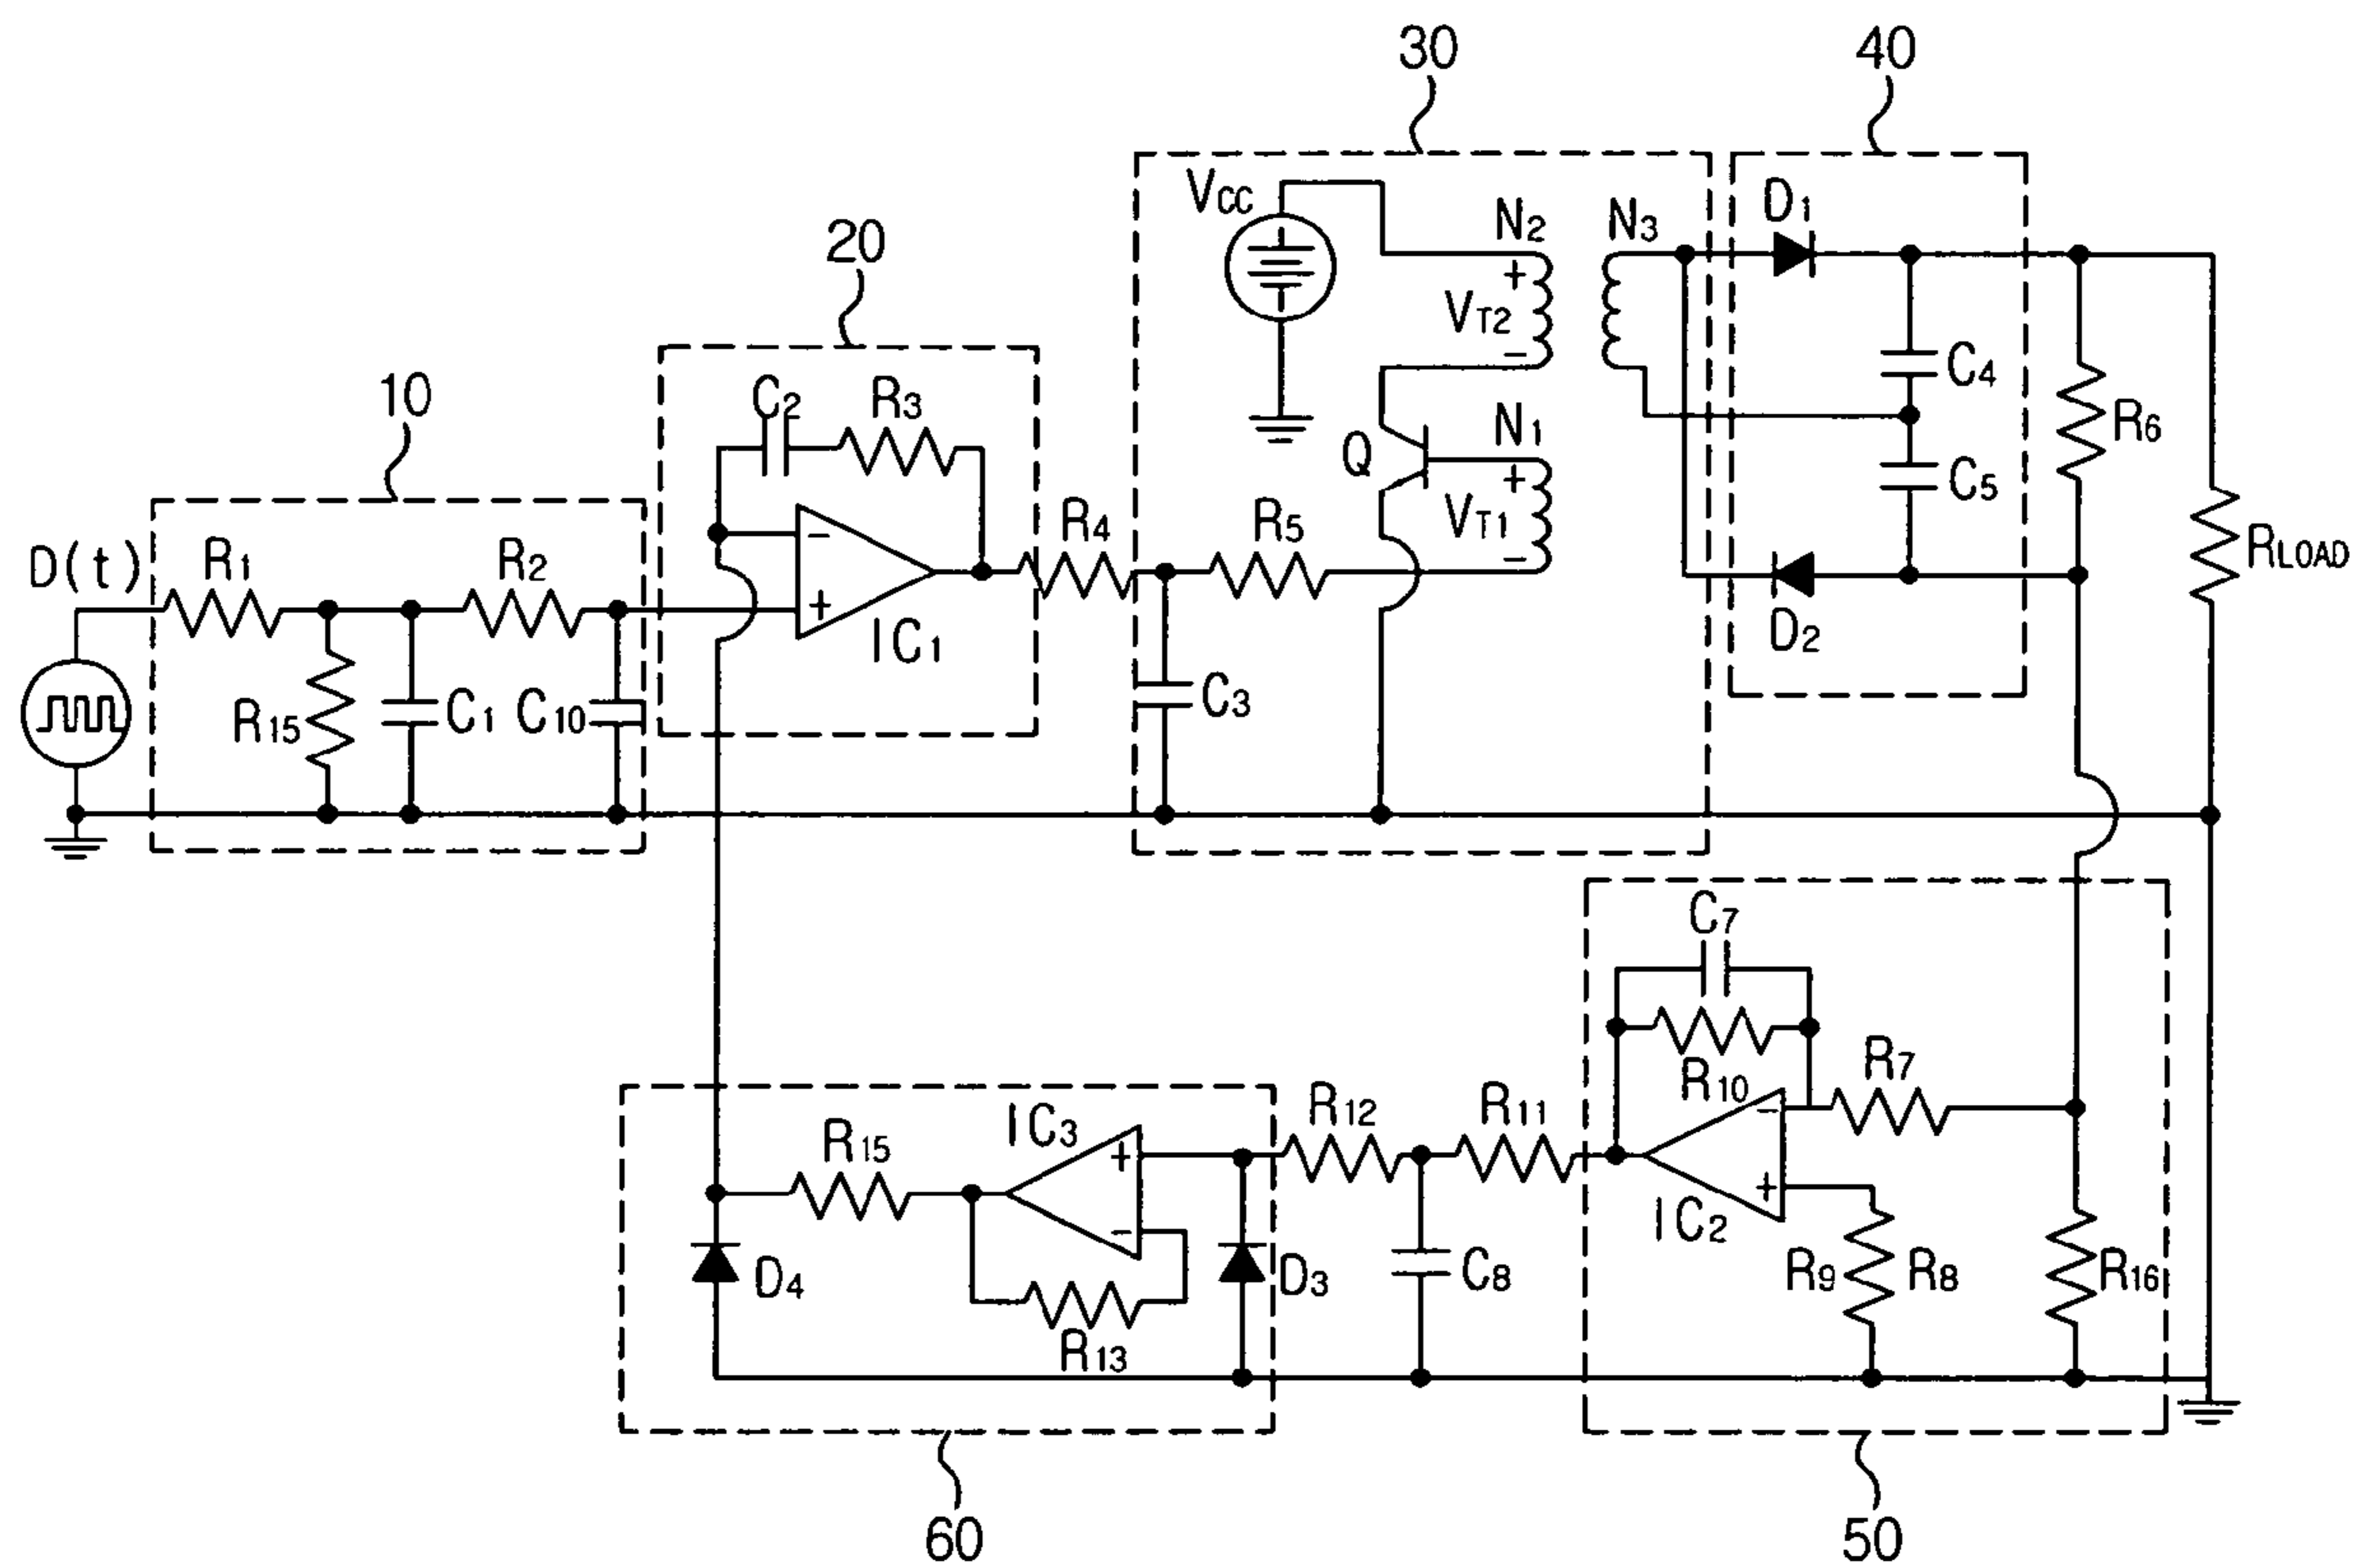 30
40
VCC
N2
N3
D1
+
VT2
−
20
C4
10
C2
R3
Q
N1
R6
+
C5
VT1
−
R4
R5
RLOAD
D(t)
R1
R2
−
+
IC1
D2
R15
C1
C10
C3
C7
R10
R7
−
IC3
R12
R11
R15
+
+
IC2
−
D4
D3
C8
R9
R8
R16
R13
60
50